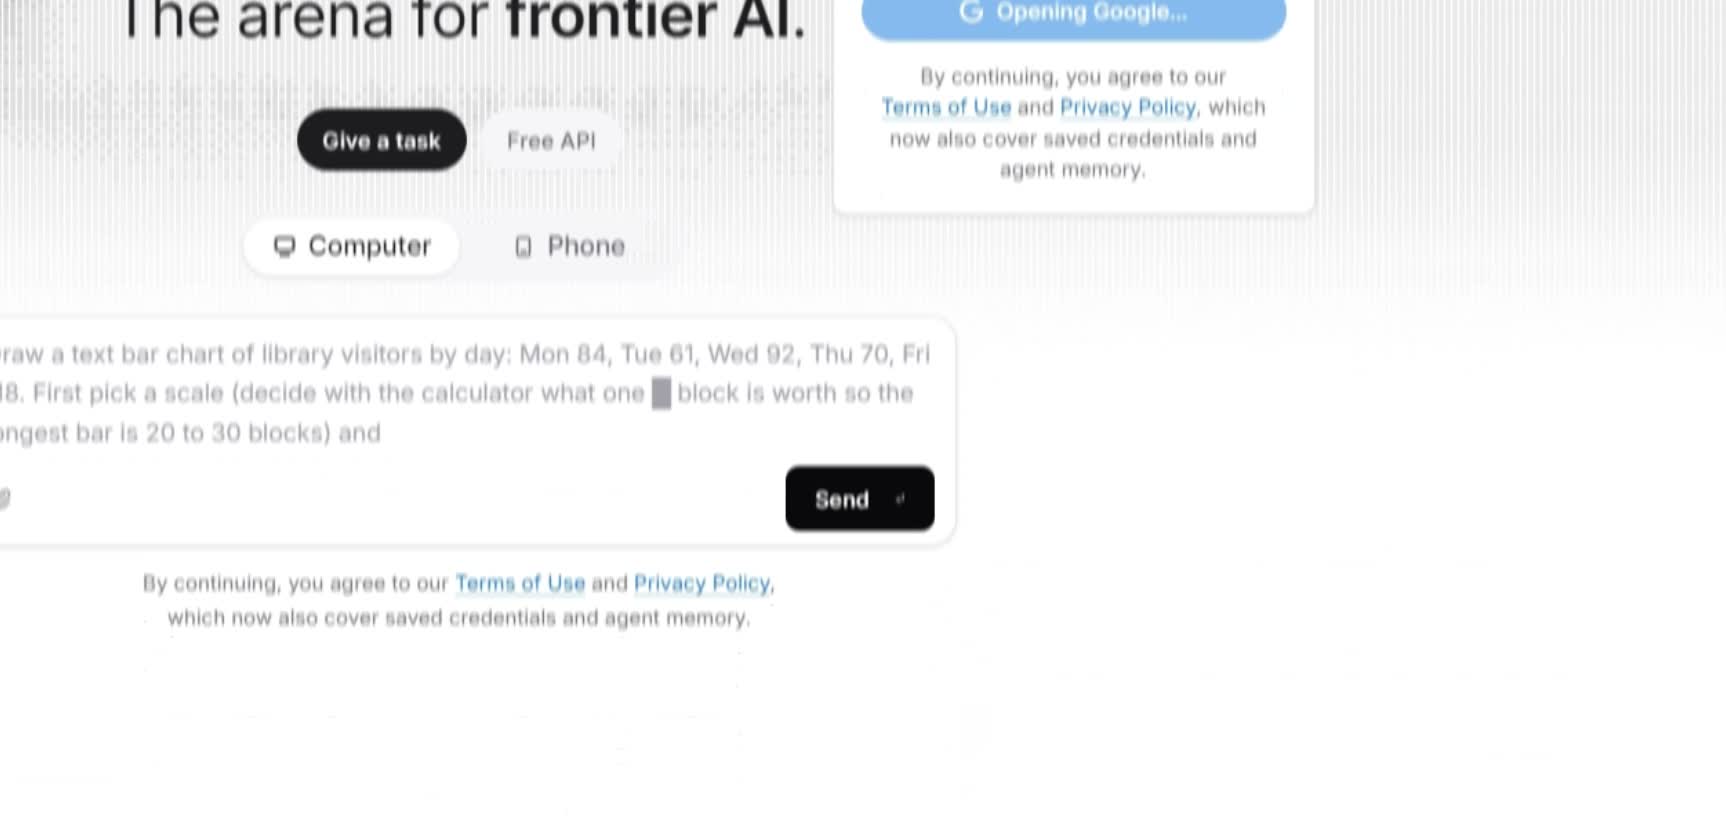 The arena for frontier AI.
G Opening Google...
By continuing, you agree to our
Terms of Use and Privacy Policy, which
now also cover saved credentials and
agent memory.
Give a task
Free API
Computer
Phone
raw a text bar chart of library visitors by day: Mon 84, Tue 61, Wed 92, Thu 70, Fri
18. First pick a scale (decide with the calculator what one █ block is worth so the
ongest bar is 20 to 30 blocks) and
Send
By continuing, you agree to our Terms of Use and Privacy Policy,
which now also cover saved credentials and agent memory.